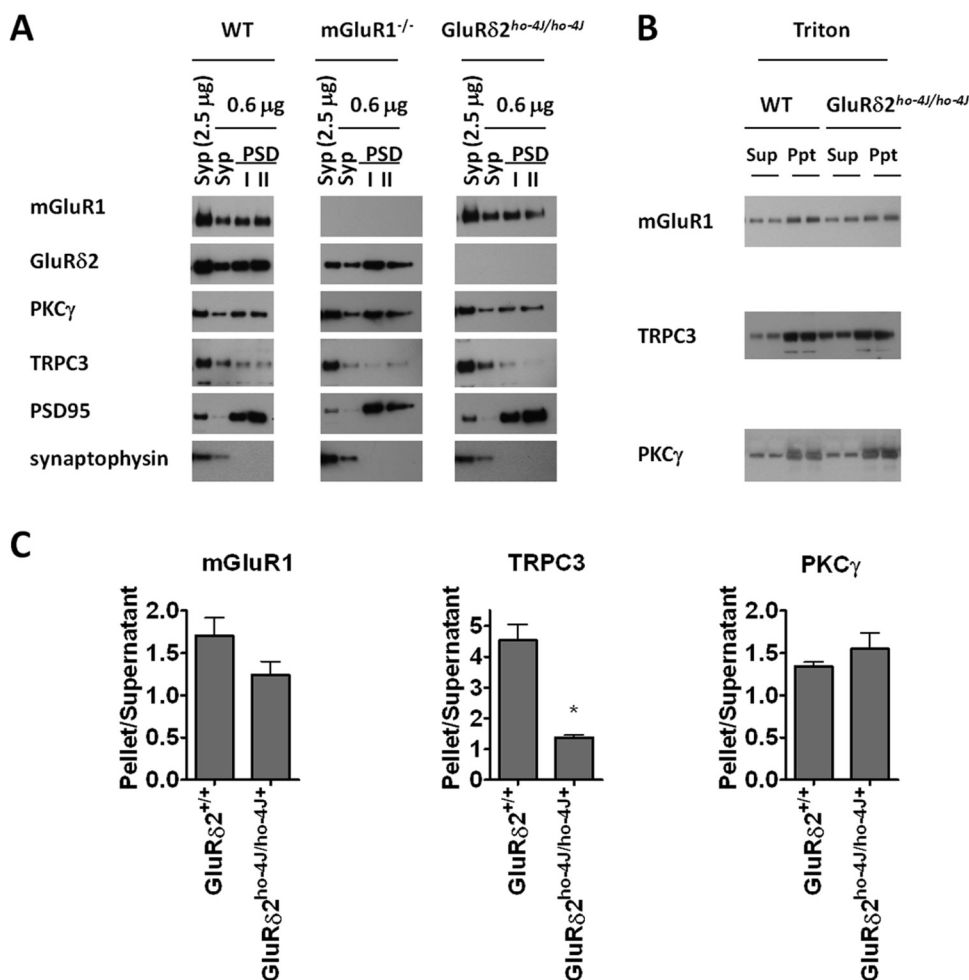 A
WT mGluR1-/- GluRδ2ho-4J/ho-4J
Syp (2.5 μg) Syp 0.6 μg PSD I II
Syp (2.5 μg) Syp 0.6 μg PSD I II
Syp (2.5 μg) Syp 0.6 μg PSD I II
mGluR1
GluRδ2
PKCγ
TRPC3
PSD95
synaptophysin
B
Triton
WT GluRδ2ho-4J/ho-4J
Sup Ppt Sup Ppt
mGluR1
TRPC3
PKCγ
C
mGluR1
Pellet/Supernatant
2.0
1.5
1.0
0.5
0.0
GluRδ2+/+
GluRδ2ho-4J/ho-4J+
TRPC3
Pellet/Supernatant
5
4
3
2
1
0
*
GluRδ2+/+
GluRδ2ho-4J/ho-4J+
PKCγ
Pellet/Supernatant
2.0
1.5
1.0
0.5
0.0
GluRδ2+/+
GluRδ2ho-4J/ho-4J+